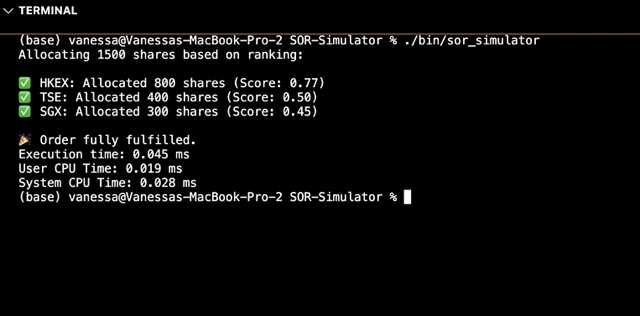 TERMINAL
(base) vanessa@Vanessas-MacBook-Pro-2 SOR-Simulator % ./bin/sor_simulator
Allocating 1500 shares based on ranking:
✅ HKEX: Allocated 800 shares (Score: 0.77)
✅ TSE: Allocated 400 shares (Score: 0.50)
✅ SGX: Allocated 300 shares (Score: 0.45)
🎉 Order fully fulfilled.
Execution time: 0.045 ms
User CPU Time: 0.019 ms
System CPU Time: 0.028 ms
(base) vanessa@Vanessas-MacBook-Pro-2 SOR-Simulator %